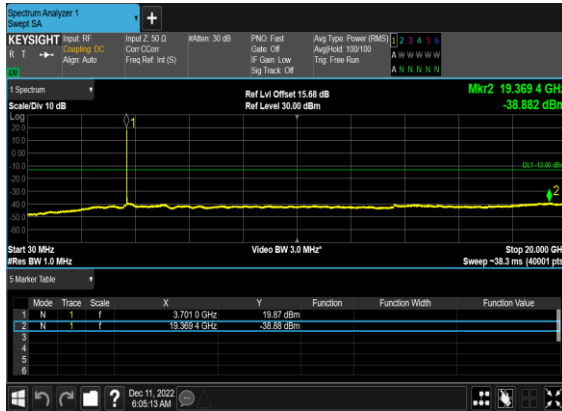 Spectrum Analyzer 1
Swept SA
+
KEYSIGHT Input: RF Input Z: 50 Ω #Atten: 30 dB PNO: Fast Avg Type: Power (RMS) 1 2 3 4 5 6
R T Coupling: DC Corr CCorr Gate: Off Avg|Hold: 100/100 A W W W W W
Align: Auto Freq Ref: Int (S) IF Gain: Low Trig: Free Run
Sig Track: Off A N N N N N
1 Spectrum Ref Lvl Offset 15.68 dB Mkr2 19.369 4 GHz
Scale/Div 10 dB Ref Level 30.00 dBm -38.882 dBm
Log
20.0
10.0
0.00
-10.0
DL1 -13.00 dBm
-20.0
-30.0
-40.0
-50.0
-60.0
1
2
Start 30 MHz Video BW 3.0 MHz* Stop 20.000 GHz
#Res BW 1.0 MHz Sweep ~38.3 ms (40001 pts)
5 Marker Table
Mode Trace Scale X Y Function Function Width Function Value
1 N 1 f 3.701 0 GHz 19.87 dBm
2 N 1 f 19.369 4 GHz -38.88 dBm
3
4
5
6
? Dec 11, 2022
6:05:13 AM